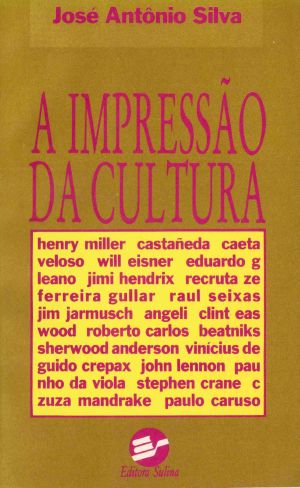 José Antônio Silva
A IMPRESSÃO
DA CULTURA
henry miller castañeda caeta
veloso will eisner eduardo g
leano jimi hendrix recruta ze
ferreira gullar raul seixas
jim jarmusch angeli clint eas
wood roberto carlos beatniks
sherwood anderson vinícius de
guido crepax john lennon pau
nho da viola stephen crane c
zuza mandrake paulo caruso
Editora Sulina